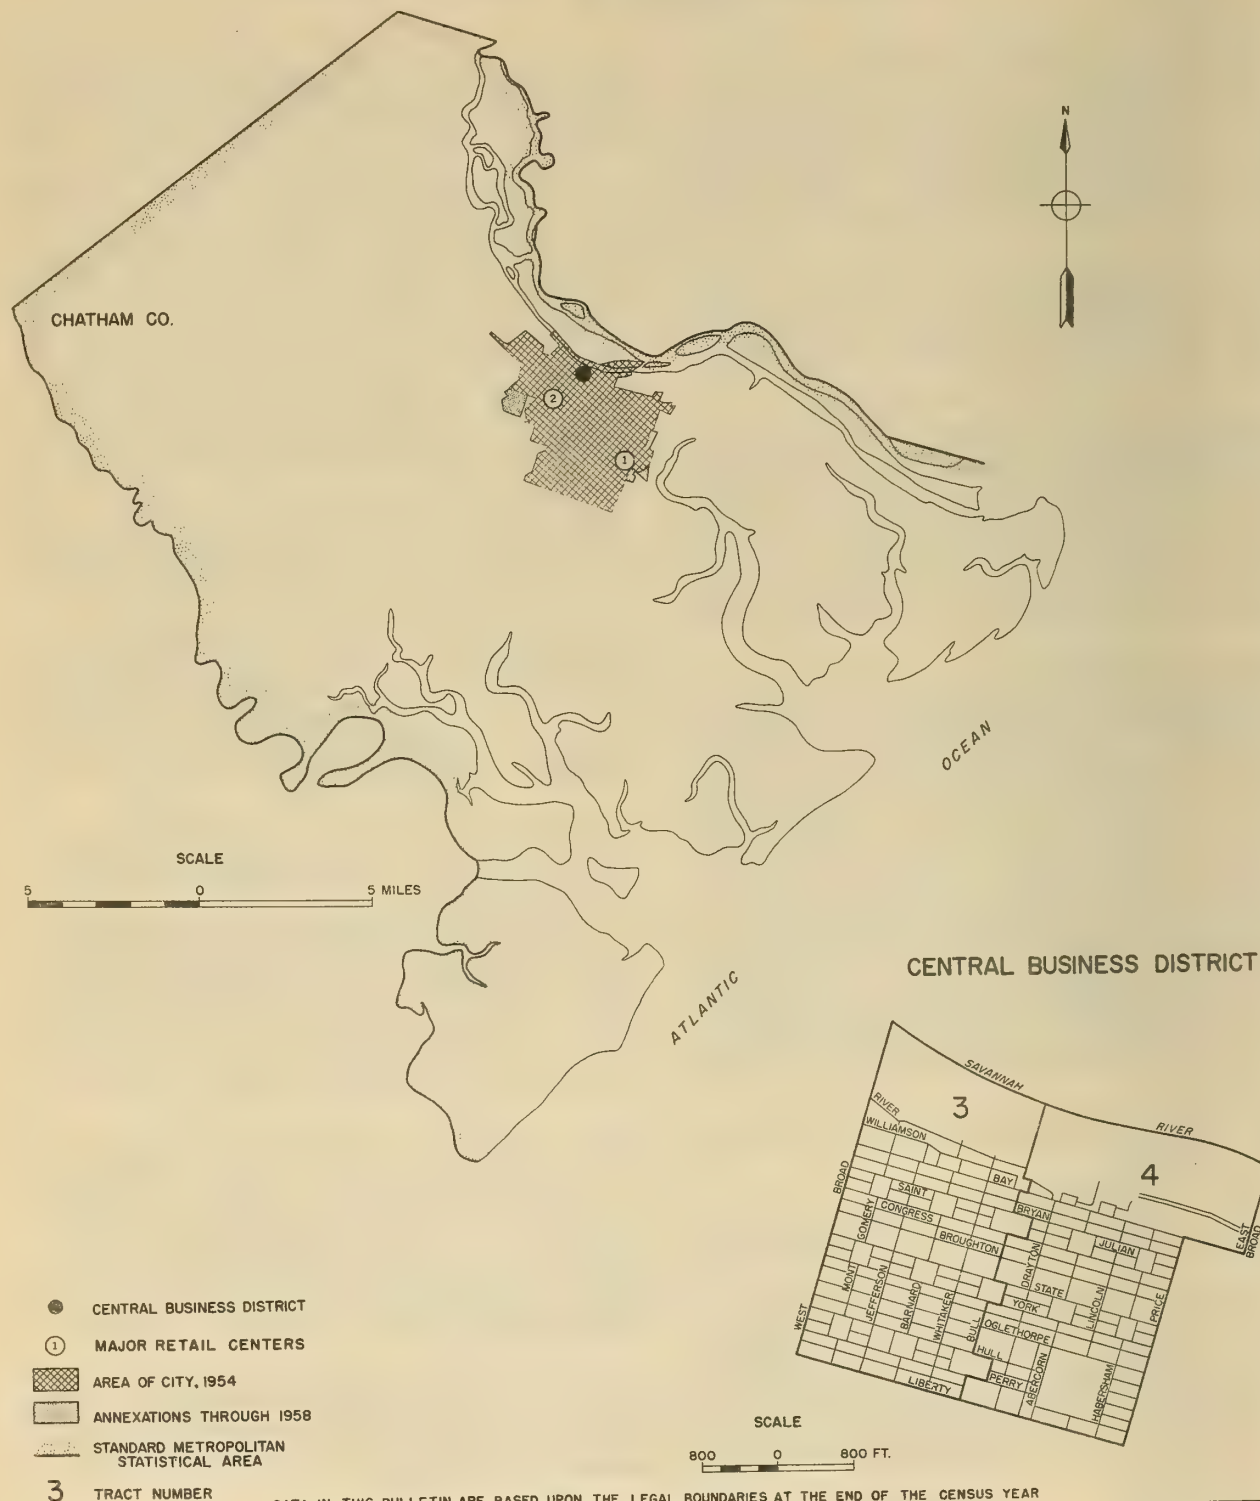 N
CHATHAM CO.
2
1
OCEAN
SCALE
5 0 5 MILES
ATLANTIC
CENTRAL BUSINESS DISTRICT
SAVANNAH
RIVER
3
4
RIVER
WILLIAMSON
BAY
BROAD
SAINT
BRYAN
CONGRESS
GOMERY
BROUGHTON
JULIAN
EAST
BROAD
DRAYTON
MONT
JEFFERSON
BARNARD
WHITAKER
STATE
YORK
LINCOLN
PRICE
WEST
BULL
OGLETHORPE
HULL
PERRY
ABERCORN
HABERSHAM
LIBERTY
CENTRAL BUSINESS DISTRICT
1 MAJOR RETAIL CENTERS
AREA OF CITY, 1954
ANNEXATIONS THROUGH 1958
STANDARD METROPOLITAN
STATISTICAL AREA
3 TRACT NUMBER
SCALE
800 0 800 FT.
DATA IN THIS BULLETIN ARE BASED UPON THE LEGAL BOUNDARIES AT THE END OF THE CENSUS YEAR